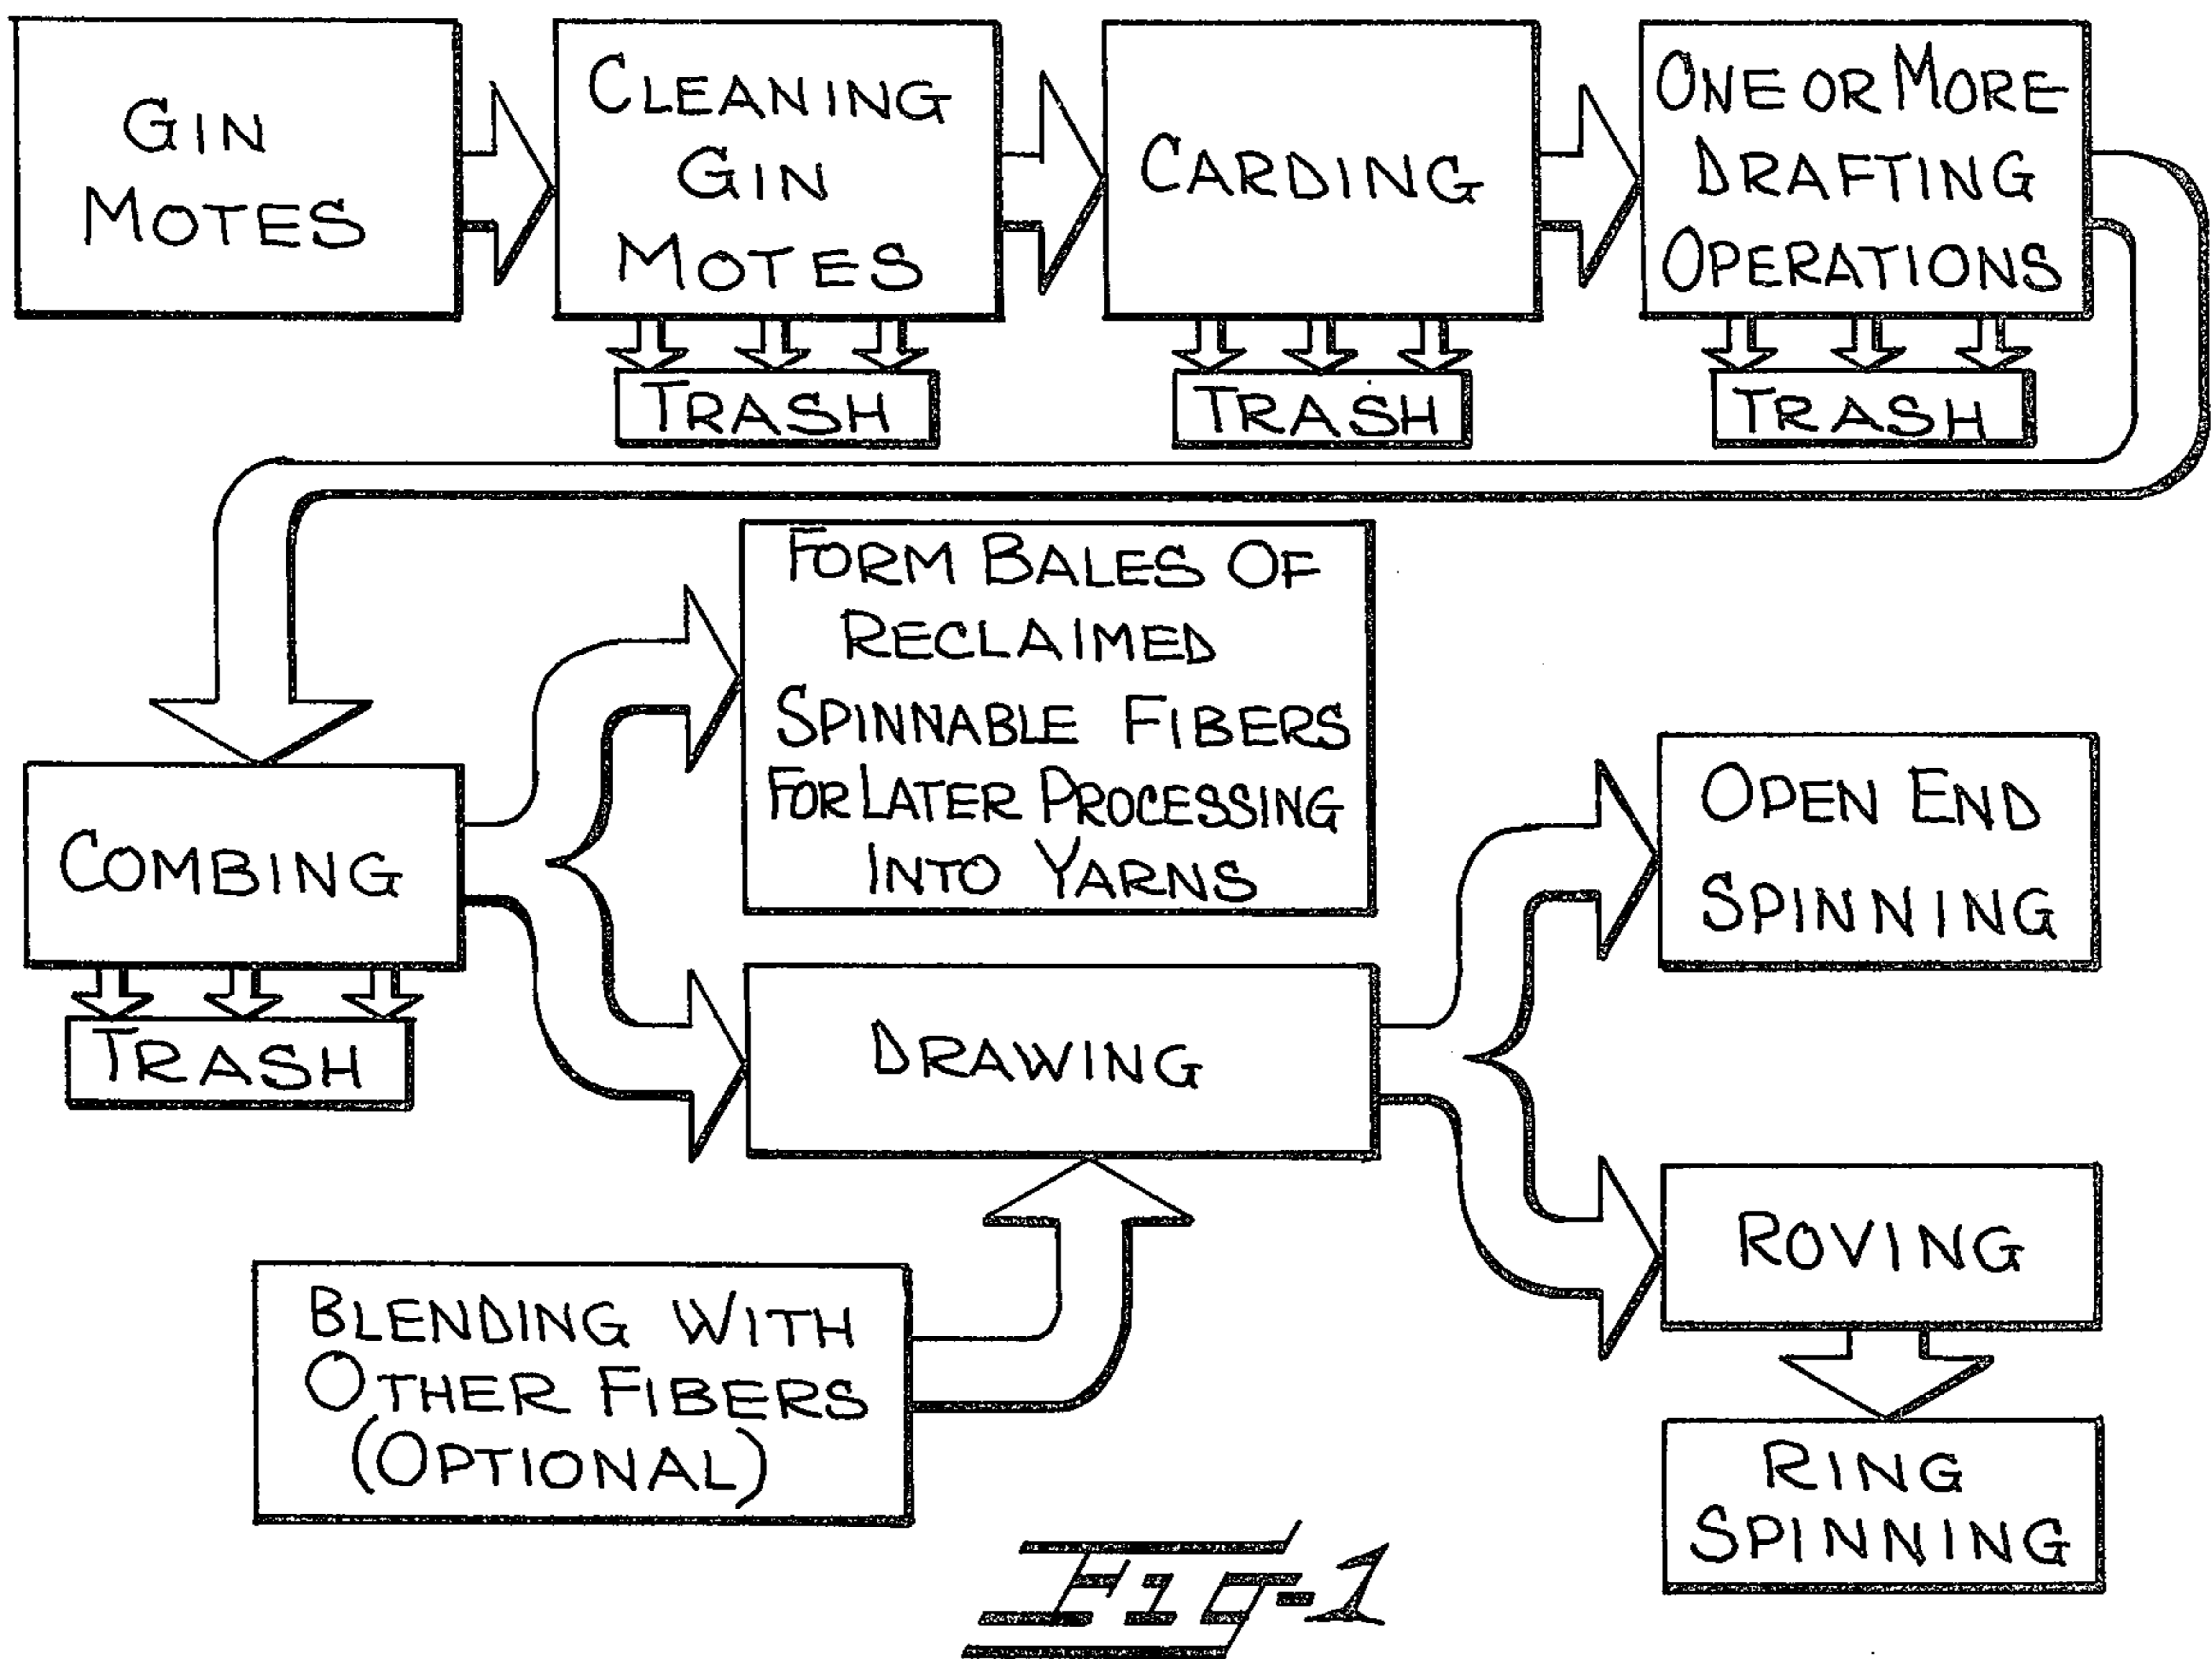 GIN
MOTES
CLEANING
GIN
MOTES
CARDING
ONE OR MORE
DRAFTING
OPERATIONS
TRASH
TRASH
TRASH
FORM BALES OF
RECLAIMED
SPINNABLE FIBERS
FOR LATER PROCESSING
INTO YARNS
COMBING
TRASH
OPEN END
SPINNING
DRAWING
ROVING
BLENDING WITH
OTHER FIBERS
(OPTIONAL)
RING
SPINNING
FIG-1